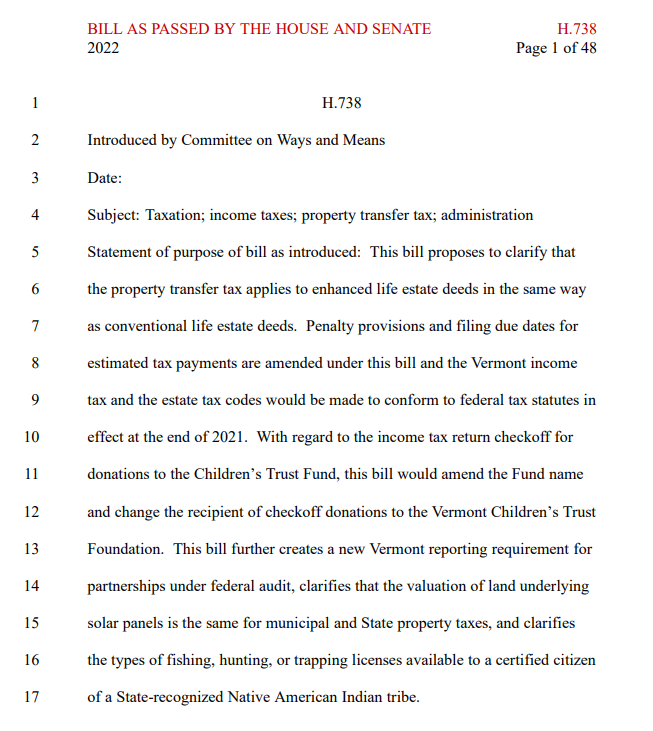 BILL AS PASSED BY THE HOUSE AND SENATE H.738
2022 Page 1 of 48
1 H.738
2 Introduced by Committee on Ways and Means
3 Date:
4 Subject: Taxation; income taxes; property transfer tax; administration
5 Statement of purpose of bill as introduced: This bill proposes to clarify that
6 the property transfer tax applies to enhanced life estate deeds in the same way
7 as conventional life estate deeds. Penalty provisions and filing due dates for
8 estimated tax payments are amended under this bill and the Vermont income
9 tax and the estate tax codes would be made to conform to federal tax statutes in
10 effect at the end of 2021. With regard to the income tax return checkoff for
11 donations to the Children’s Trust Fund, this bill would amend the Fund name
12 and change the recipient of checkoff donations to the Vermont Children’s Trust
13 Foundation. This bill further creates a new Vermont reporting requirement for
14 partnerships under federal audit, clarifies that the valuation of land underlying
15 solar panels is the same for municipal and State property taxes, and clarifies
16 the types of fishing, hunting, or trapping licenses available to a certified citizen
17 of a State-recognized Native American Indian tribe.